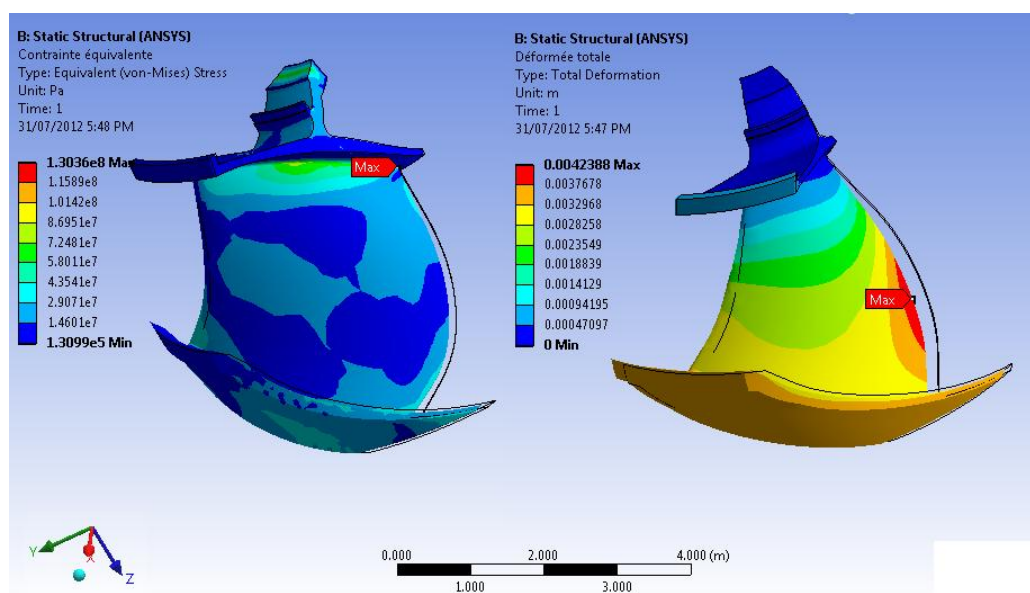 B: Static Structural (ANSYS)
Contrainte équivalente
Type: Equivalent (von-Mises) Stress
Unit: Pa
Time: 1
31/07/2012 5:48 PM
1.3036e8 Max
1.1589e8
1.0142e8
8.6951e7
7.2481e7
5.8011e7
4.3541e7
2.9071e7
1.4601e7
1.3099e5 Min
Max
B: Static Structural (ANSYS)
Déformée totale
Type: Total Deformation
Unit: m
Time: 1
31/07/2012 5:47 PM
0.0042388 Max
0.0037678
0.0032968
0.0028258
0.0023549
0.0018839
0.0014129
0.00094195
0.00047097
0 Min
Max
Y
X
Z
0.000 2.000 4.000 (m)
1.000 3.000